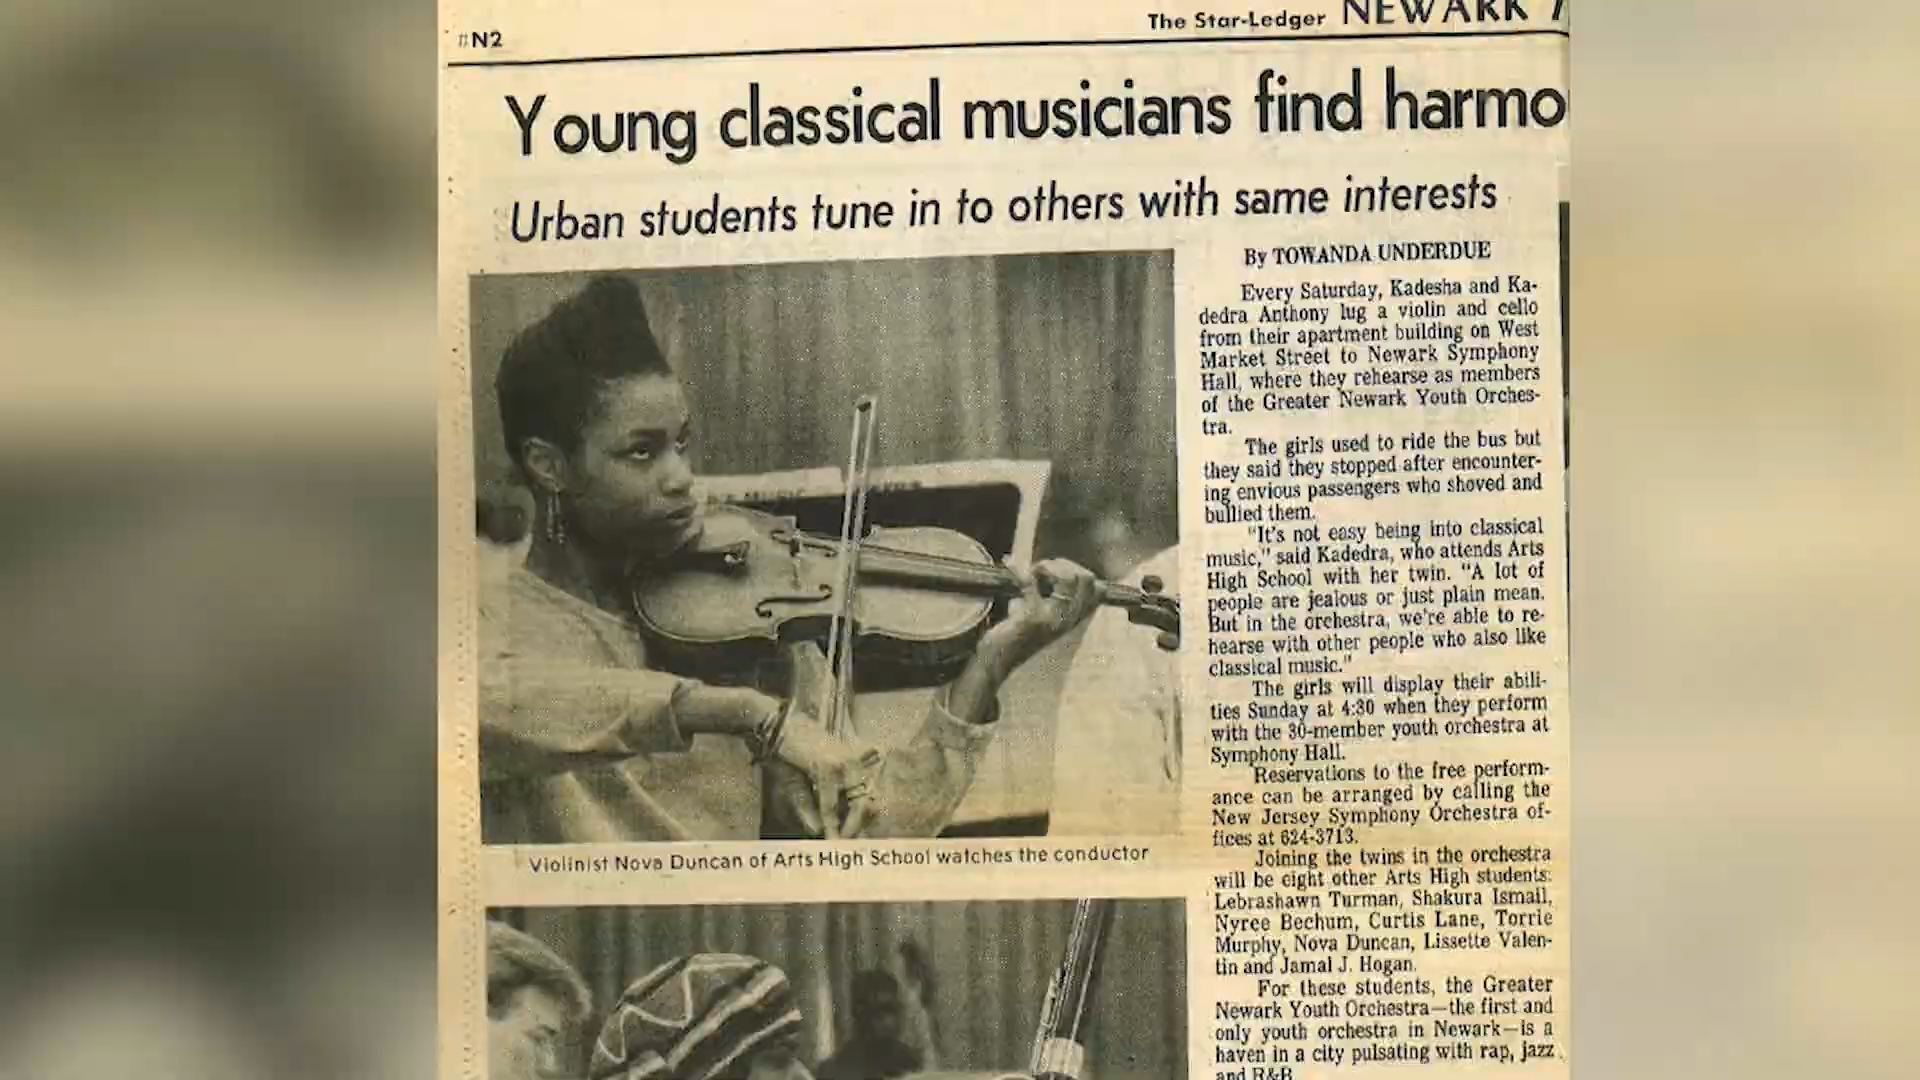 N2
The Star-Ledger NEWARK
Young classical musicians find harmo
Urban students tune in to others with same interests
By TOWANDA UNDERDUE
Every Saturday, Kadesha and Ka-
dedra Anthony lug a violin and cello
from their apartment building on West
Market Street to Newark Symphony
Hall, where they rehearse as members
of the Greater Newark Youth Orches-
tra.
The girls used to ride the bus but
they said they stopped after encounter-
ing envious passengers who shoved and
bullied them.
"It's not easy being into classical
music," said Kadedra, who attends Arts
High School with her twin. "A lot of
people are jealous or just plain mean.
But in the orchestra, we're able to re-
hearse with other people who also like
classical music."
The girls will display their abili-
ties Sunday at 4:30 when they perform
with the 30-member youth orchestra at
Symphony Hall.
Reservations to the free perform-
ance can be arranged by calling the
New Jersey Symphony Orchestra of-
fices at 624-3713.
Joining the twins in the orchestra
will be eight other Arts High students:
Lebrashawn Turman, Shakura Ismail,
Nyree Bechum, Curtis Lane, Torrie
Murphy, Nova Duncan, Lissette Valen-
tin and Jamal J. Hogan.
For these students, the Greater
Newark Youth Orchestra—the first and
only youth orchestra in Newark—is a
haven in a city pulsating with rap, jazz
and R&B
Violinist Nova Duncan of Arts High School watches the conductor